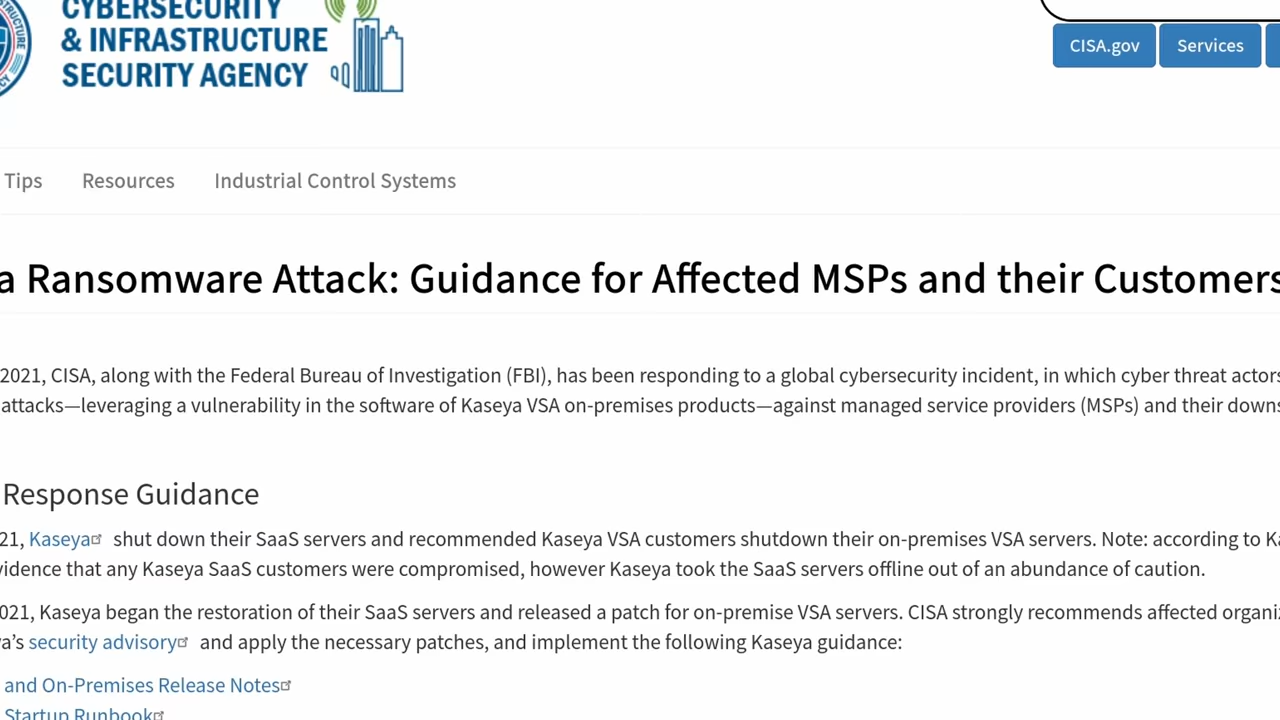 CYBERSECURITY
& INFRASTRUCTURE
SECURITY AGENCY
CISA.gov
Services
Tips
Resources
Industrial Control Systems
a Ransomware Attack: Guidance for Affected MSPs and their Customers
2021, CISA, along with the Federal Bureau of Investigation (FBI), has been responding to a global cybersecurity incident, in which cyber threat actors
attacks—leveraging a vulnerability in the software of Kaseya VSA on-premises products—against managed service providers (MSPs) and their downs
Response Guidance
21, Kaseya shut down their SaaS servers and recommended Kaseya VSA customers shutdown their on-premises VSA servers. Note: according to Ka
vidence that any Kaseya SaaS customers were compromised, however Kaseya took the SaaS servers offline out of an abundance of caution.
021, Kaseya began the restoration of their SaaS servers and released a patch for on-premise VSA servers. CISA strongly recommends affected organiz
ya's security advisory and apply the necessary patches, and implement the following Kaseya guidance:
and On-Premises Release Notes
Startup Runbook